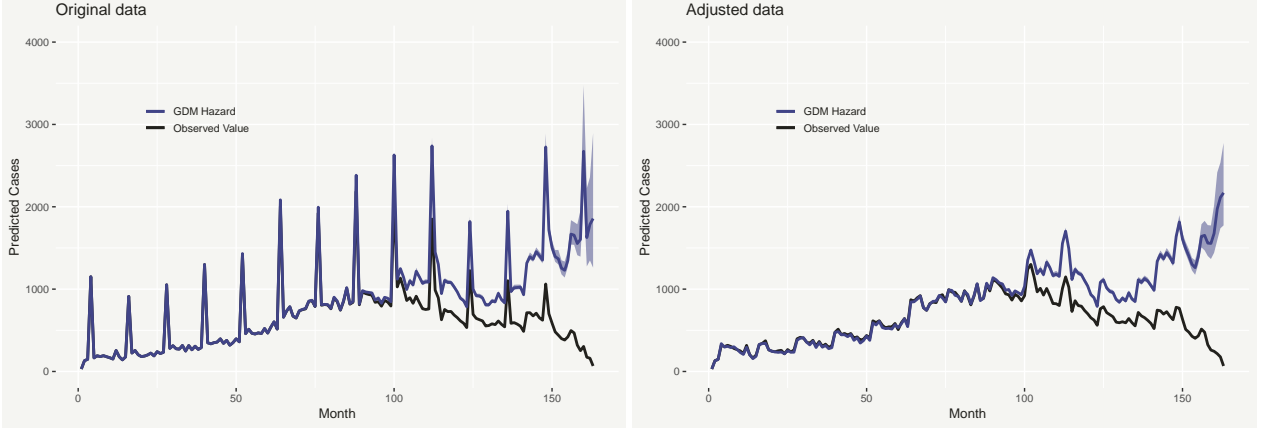 Original data
4000
3000
2000
1000
0
Predicted Cases
GDM Hazard
Observed Value
0 50 100 150
Month
Adjusted data
4000
3000
2000
1000
0
Predicted Cases
GDM Hazard
Observed Value
0 50 100 150
Month